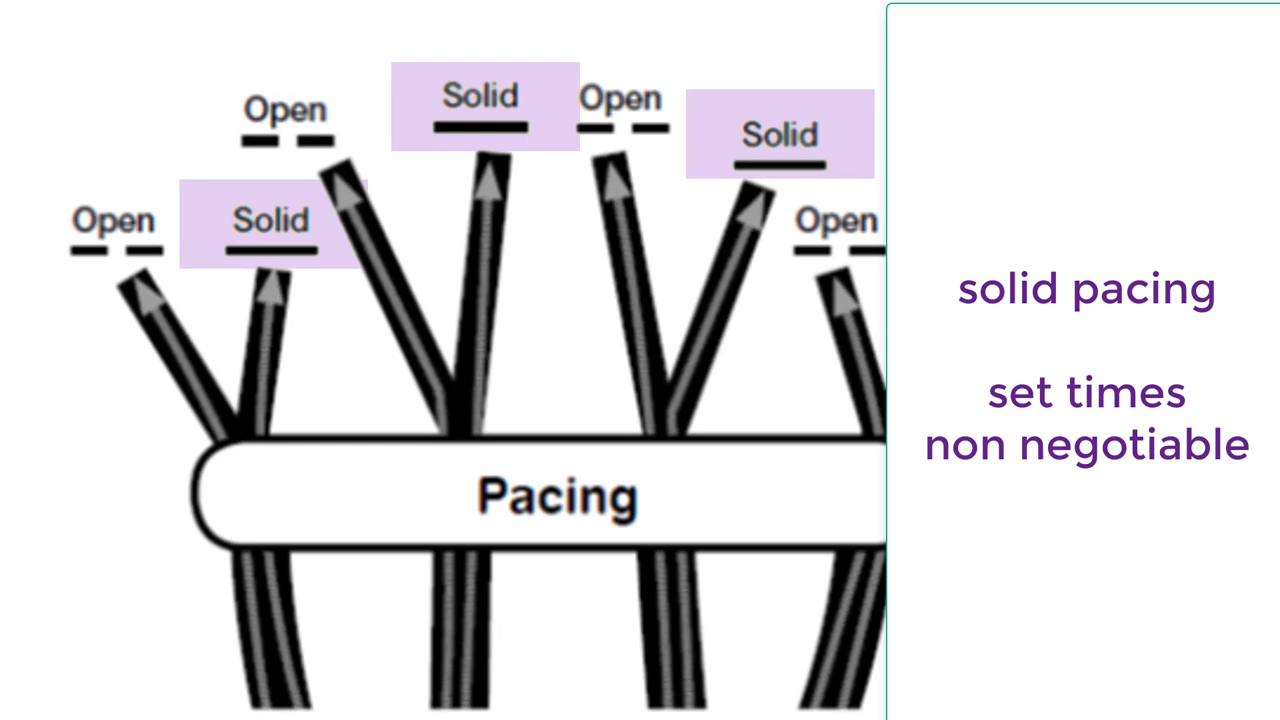 Open
Solid
Open
Solid
Open
Solid
Open
Pacing
solid pacing
set times
non negotiable